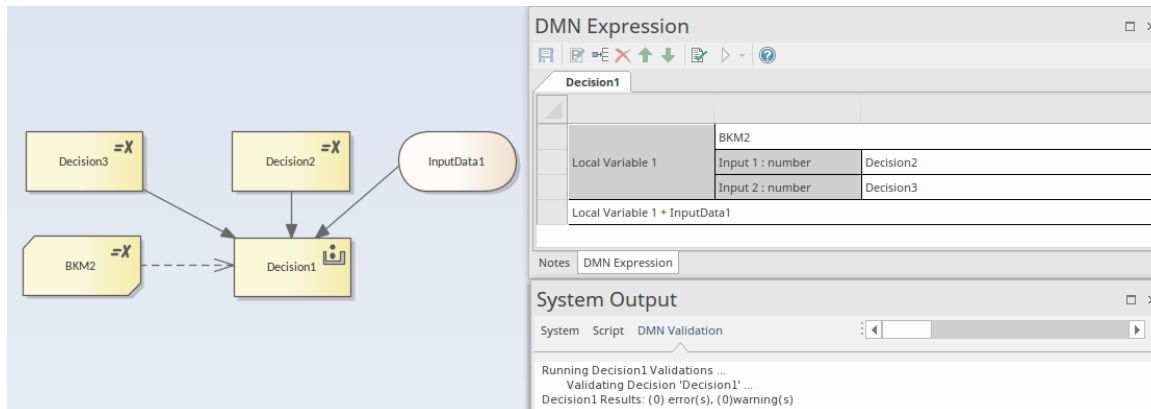 Decision3
=X
Decision2
=X
InputData1
BKM2
=X
Decision1
DMN Expression
Decision1
BKM2
Local Variable 1
Input 1 : number
Decision2
Input 2 : number
Decision3
Local Variable 1 + InputData1
Notes
DMN Expression
System Output
System Script DMN Validation
Running Decision1 Validations ...
Validating Decision 'Decision1' ...
Decision1 Results: (0) error(s), (0)warning(s)